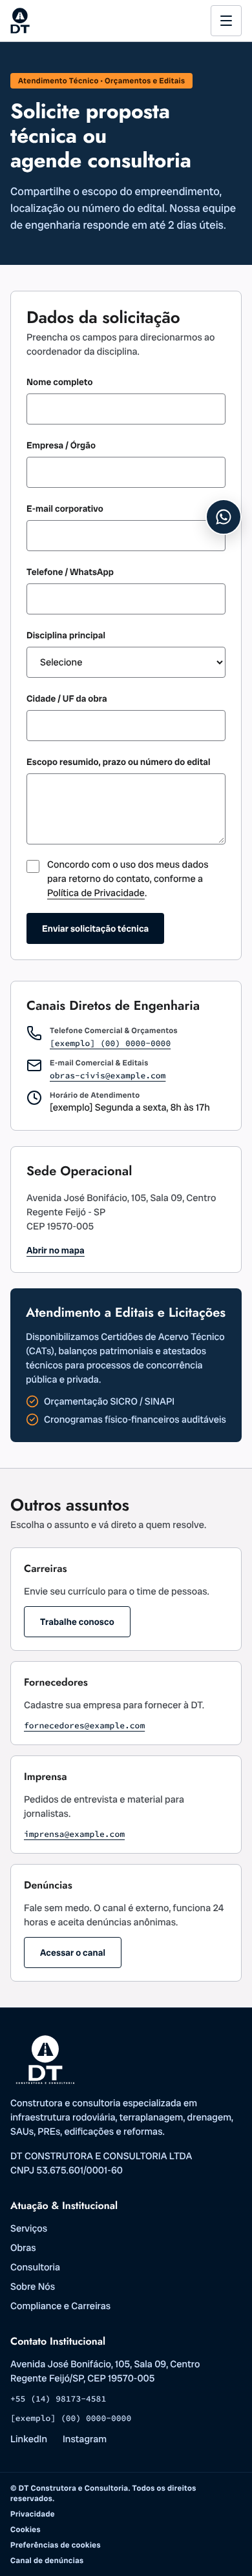 DT
Atendimento Técnico • Orçamentos e Editais
Solicite proposta
técnica ou
agende consultoria
Compartilhe o escopo do empreendimento,
localização ou número do edital. Nossa equipe
de engenharia responde em até 2 dias úteis.
Dados da solicitação
Preencha os campos para direcionarmos ao
coordenador da disciplina.
Nome completo
Empresa / Órgão
E-mail corporativo
Telefone / WhatsApp
Disciplina principal
Selecione
Cidade / UF da obra
Escopo resumido, prazo ou número do edital
Concordo com o uso dos meus dados
para retorno do contato, conforme a
Política de Privacidade.
Enviar solicitação técnica
Canais Diretos de Engenharia
Telefone Comercial & Orçamentos
[exemplo] (00) 0000-0000
E-mail Comercial & Editais
obras-civis@example.com
Horário de Atendimento
[exemplo] Segunda a sexta, 8h às 17h
Sede Operacional
Avenida José Bonifácio, 105, Sala 09, Centro
Regente Feijó - SP
CEP 19570-005
Abrir no mapa
Atendimento a Editais e Licitações
Disponibilizamos Certidões de Acervo Técnico
(CATs), balanços patrimoniais e atestados
técnicos para processos de concorrência
pública e privada.
Orçamentação SICRO / SINAPI
Cronogramas físico-financeiros auditáveis
Outros assuntos
Escolha o assunto e vá direto a quem resolve.
Carreiras
Envie seu currículo para o time de pessoas.
Trabalhe conosco
Fornecedores
Cadastre sua empresa para fornecer à DT.
fornecedores@example.com
Imprensa
Pedidos de entrevista e material para
jornalistas.
imprensa@example.com
Denúncias
Fale sem medo. O canal é externo, funciona 24
horas e aceita denúncias anônimas.
Acessar o canal
DT
CONSTRUTORA E CONSULTORIA
Construtora e consultoria especializada em
infraestrutura rodoviária, terraplanagem, drenagem,
SAUs, PREs, edificações e reformas.
DT CONSTRUTORA E CONSULTORIA LTDA
CNPJ 53.675.601/0001-60
Atuação & Institucional
Serviços
Obras
Consultoria
Sobre Nós
Compliance e Carreiras
Contato Institucional
Avenida José Bonifácio, 105, Sala 09, Centro
Regente Feijó/SP, CEP 19570-005
+55 (14) 98173-4581
[exemplo] (00) 0000-0000
LinkedIn Instagram
© DT Construtora e Consultoria. Todos os direitos
reservados.
Privacidade
Cookies
Preferências de cookies
Canal de denúncias